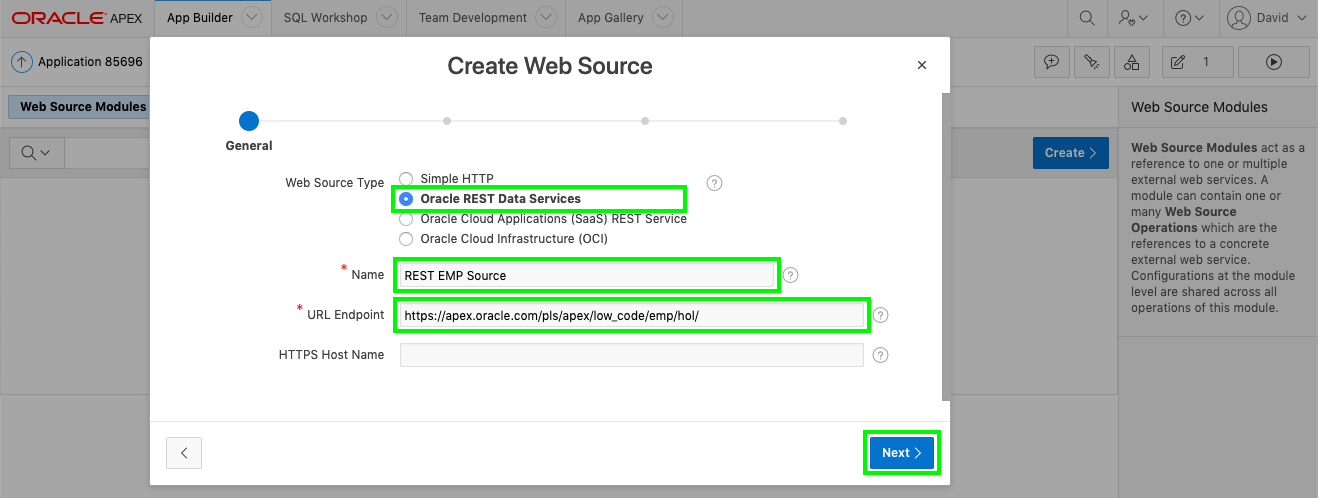 ORACLE APEX
App Builder
SQL Workshop
Team Development
App Gallery
David
Application 85696
1
Web Source Modules
Create
Create Web Source
General
Web Source Type
Simple HTTP
Oracle REST Data Services
Oracle Cloud Applications (SaaS) REST Service
Oracle Cloud Infrastructure (OCI)
* Name
REST EMP Source
* URL Endpoint
https://apex.oracle.com/pls/apex/low_code/emp/hol/
HTTPS Host Name
Next
Web Source Modules
Web Source Modules act as a
reference to one or multiple
external web services. A
module can contain one or
many Web Source
Operations which are the
references to a concrete
external web service.
Configurations at the module
level are shared across all
operations of this module.